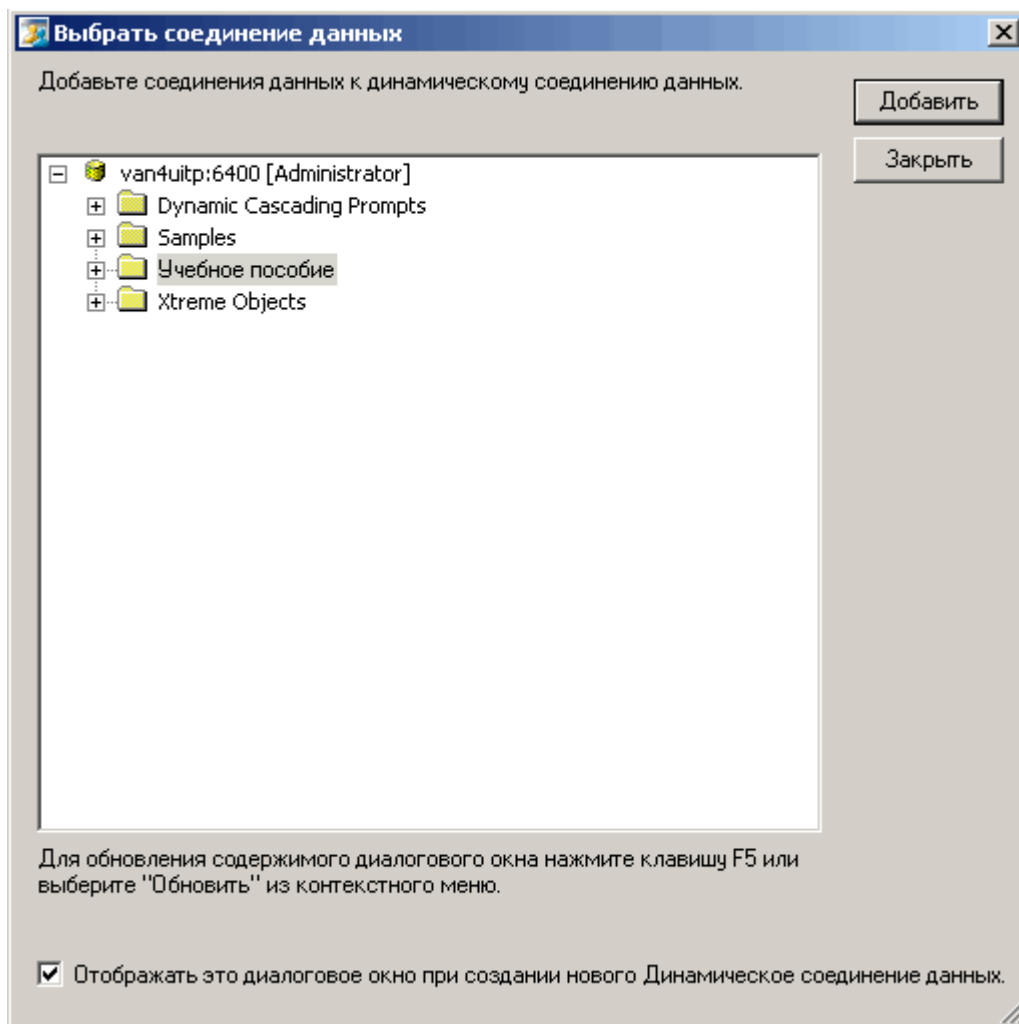 Выбрать соединение данных
Добавьте соединения данных к динамическому соединению данных.
Добавить
Закрыть
van4uitp:6400 [Administrator]
Dynamic Cascading Prompts
Samples
Учебное пособие
Xtreme Objects
Для обновления содержимого диалогового окна нажмите клавишу F5 или
выберите "Обновить" из контекстного меню.
Отображать это диалоговое окно при создании нового Динамическое соединение данных.